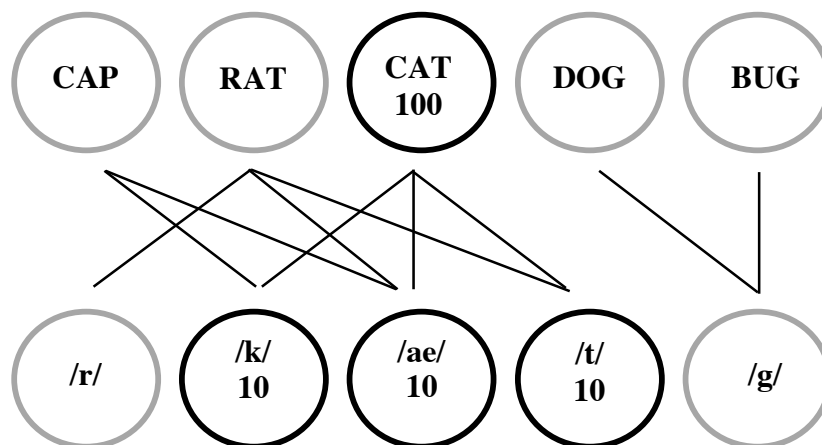 CAP
RAT
CAT
100
DOG
BUG
/r/
/k/
10
/ae/
10
/t/
10
/g/